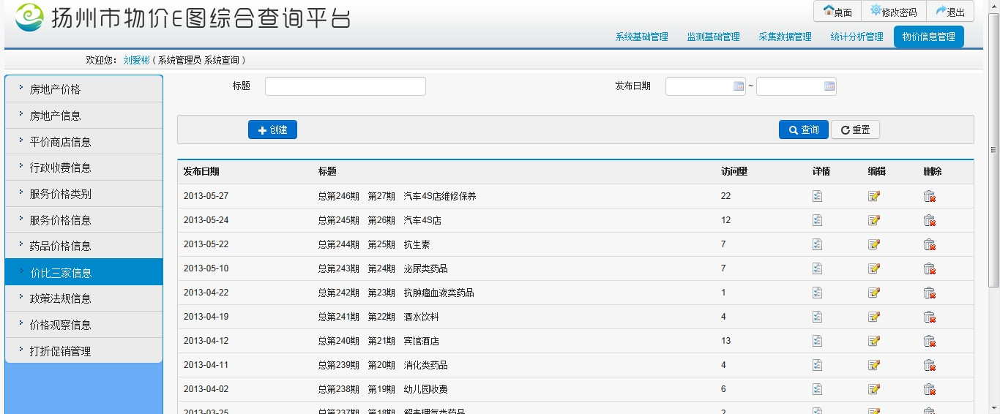 扬州市物价E图综合查询平台
桌面 修改密码 退出
系统基础管理 监测基础管理 采集数据管理 统计分析管理 物价信息管理
欢迎您： 刘爱彬 ( 系统管理员 系统查询 )
房地产价格
房地产信息
平价商店信息
行政收费信息
服务价格类别
服务价格信息
药品价格信息
价比三家信息
政策法规信息
价格观察信息
打折促销管理
标题 发布日期 ~
创建 查询 重置
发布日期 标题 访问量 详情 编辑 删除
2013-05-27 总第246期 第27期 汽车4S店维修保养 22
2013-05-24 总第245期 第26期 汽车4S店 12
2013-05-22 总第244期 第25期 抗生素 7
2013-05-10 总第243期 第24期 泌尿类药品 7
2013-04-22 总第242期 第23期 抗肿瘤血液类药品 1
2013-04-19 总第241期 第22期 酒水饮料 4
2013-04-12 总第240期 第21期 宾馆酒店 13
2013-04-11 总第239期 第20期 消化类药品 4
2013-04-02 总第238期 第19期 幼儿园收费 6
2013-03-25 总第237期 第18期 解表理气类药品 2